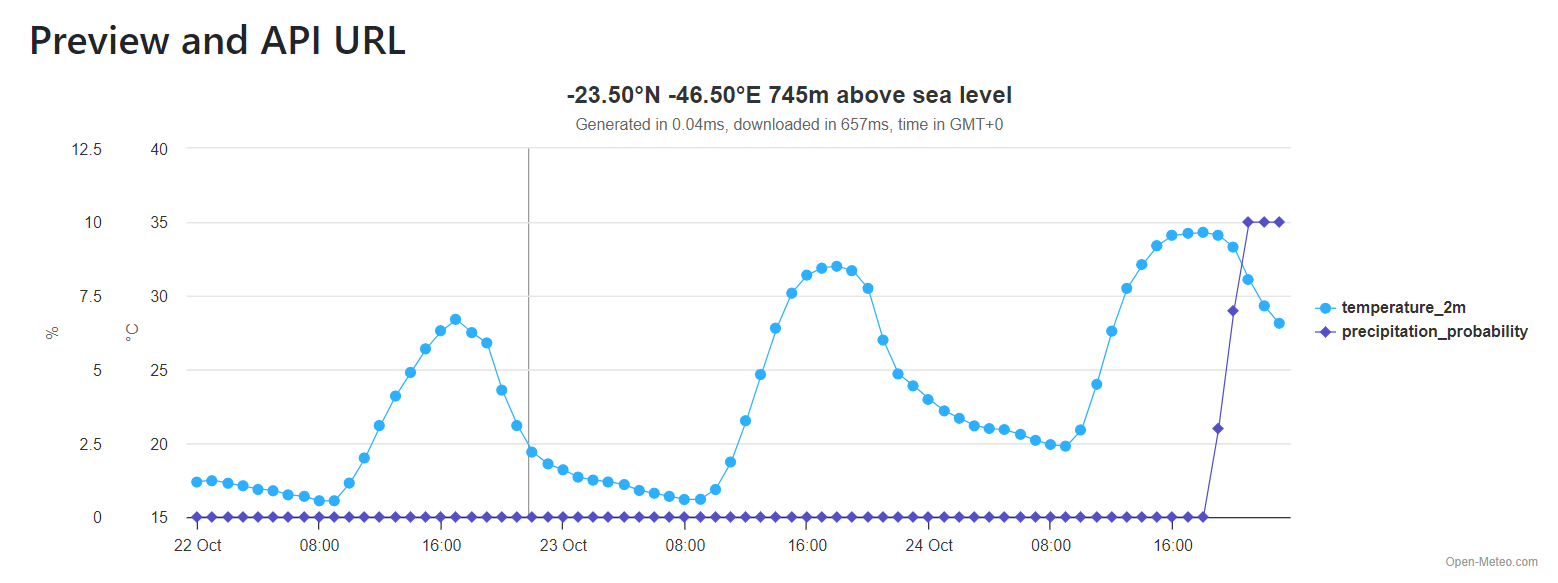 Preview and API URL
-23.50°N -46.50°E 745m above sea level
Generated in 0.04ms, downloaded in 657ms, time in GMT+0
12.5 40
10 35
7.5 30
% °C
5 25
2.5 20
0 15
temperature_2m
precipitation_probability
22 Oct 08:00 16:00 23 Oct 08:00 16:00 24 Oct 08:00 16:00
Open-Meteo.com